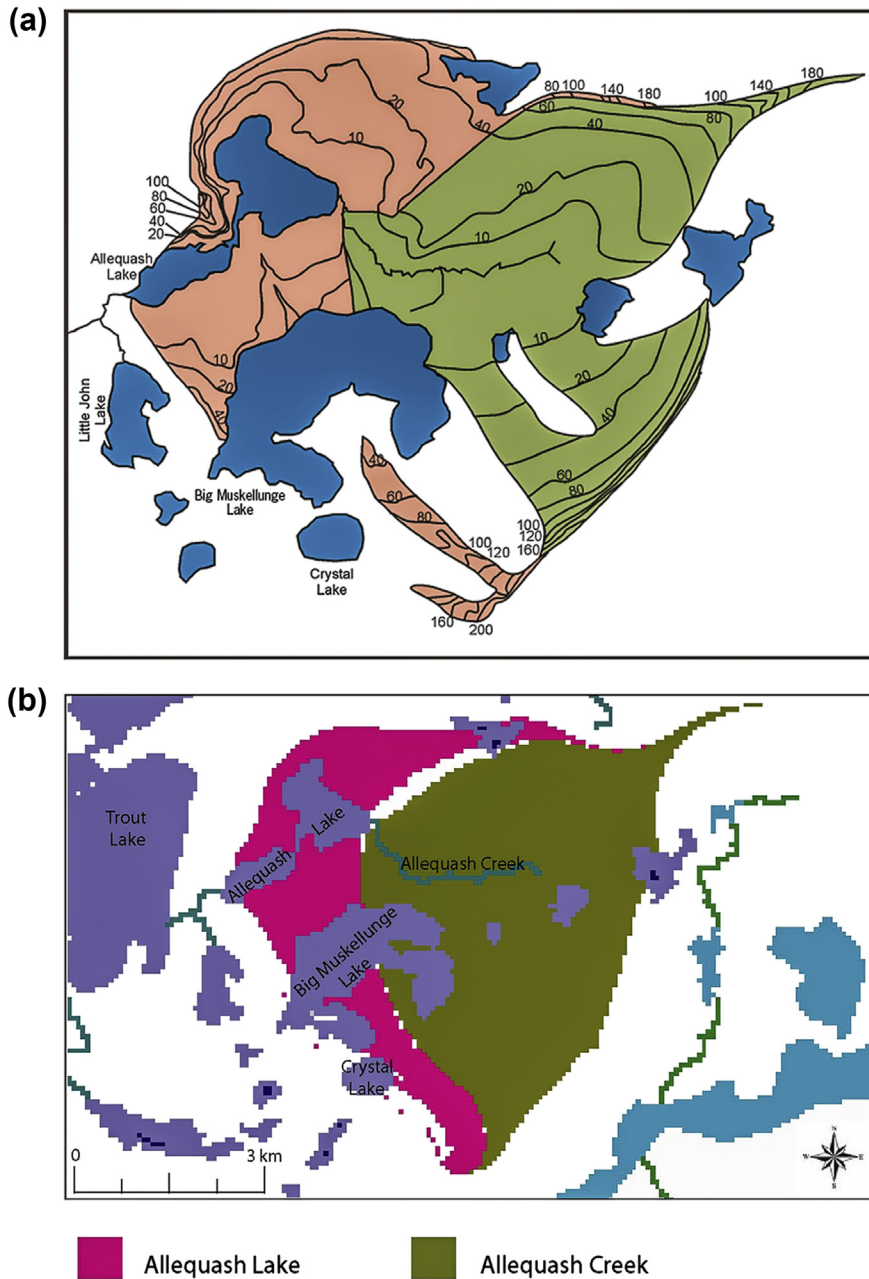 (a)
80 100 140 180
100 140 180
60 80
20 40 40
10
20
100
80
60
40
20
10
Allequash
Lake
10
10
20
20
40
40
Little John
Lake
40
60
60
80
80
Big Muskellunge
Lake
100
120
160
100
120
Crystal
Lake
160
200
(b)
Trout
Lake
Lake
Allequash
Allequash Creek
Big Muskellunge
Lake
Crystal
Lake
0 3 km
N
W E
S
Allequash Lake
Allequash Creek